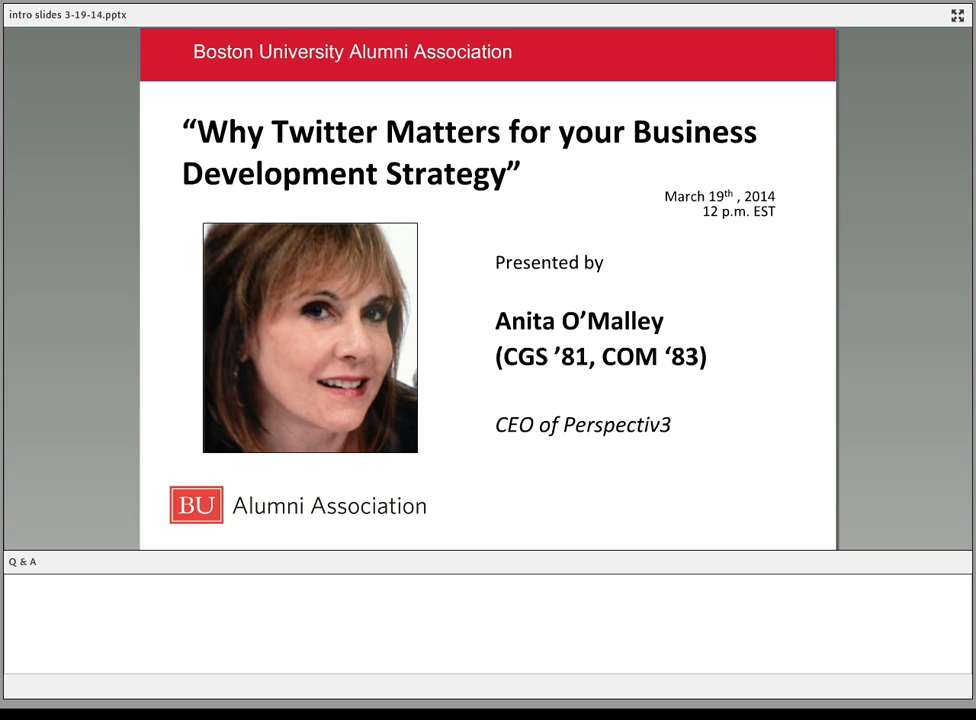 intro slides 3-19-14.pptx
Boston University Alumni Association
“Why Twitter Matters for your Business
Development Strategy”
March 19th , 2014
12 p.m. EST
Presented by
Anita O’Malley
(CGS ’81, COM ‘83)
CEO of Perspectiv3
BU Alumni Association
Q & A